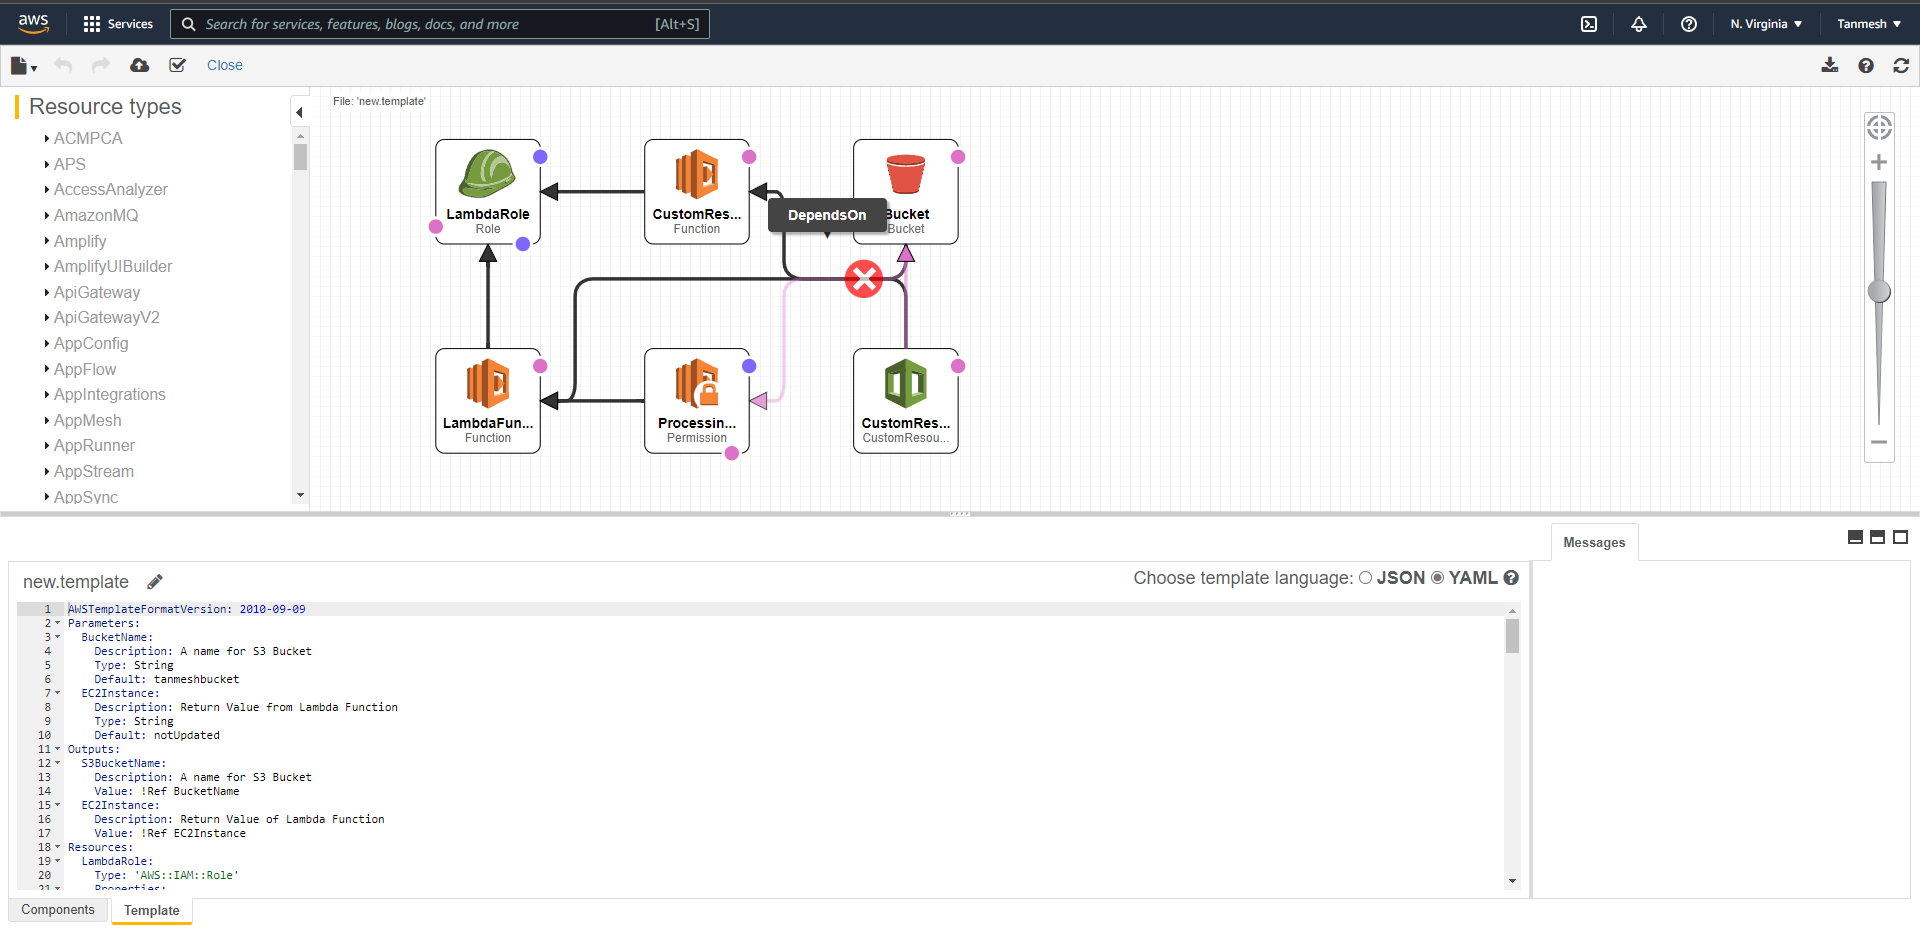 aws
Services
Search for services, features, blogs, docs, and more
[Alt+S]
N. Virginia
Tanmesh
Close
Resource types
ACMPCA
APS
AccessAnalyzer
AmazonMQ
Amplify
AmplifyUIBuilder
ApiGateway
ApiGatewayV2
AppConfig
AppFlow
AppIntegrations
AppMesh
AppRunner
AppStream
AppSync
File: 'new.template'
LambdaRole
Role
CustomRes...
Function
DependsOn
Bucket
Bucket
LambdaFun...
Function
Processin...
Permission
CustomRes...
CustomResou...
Messages
new.template
Choose template language: JSON YAML
1 AWSTemplateFormatVersion: 2010-09-09
2 Parameters:
3 BucketName:
4 Description: A name for S3 Bucket
5 Type: String
6 Default: tanmeshbucket
7 EC2Instance:
8 Description: Return Value from Lambda Function
9 Type: String
10 Default: notUpdated
11 Outputs:
12 S3BucketName:
13 Description: A name for S3 Bucket
14 Value: !Ref BucketName
15 EC2Instance:
16 Description: Return Value of Lambda Function
17 Value: !Ref EC2Instance
18 Resources:
19 LambdaRole:
20 Type: 'AWS::IAM::Role'
21 Properties:
Components
Template